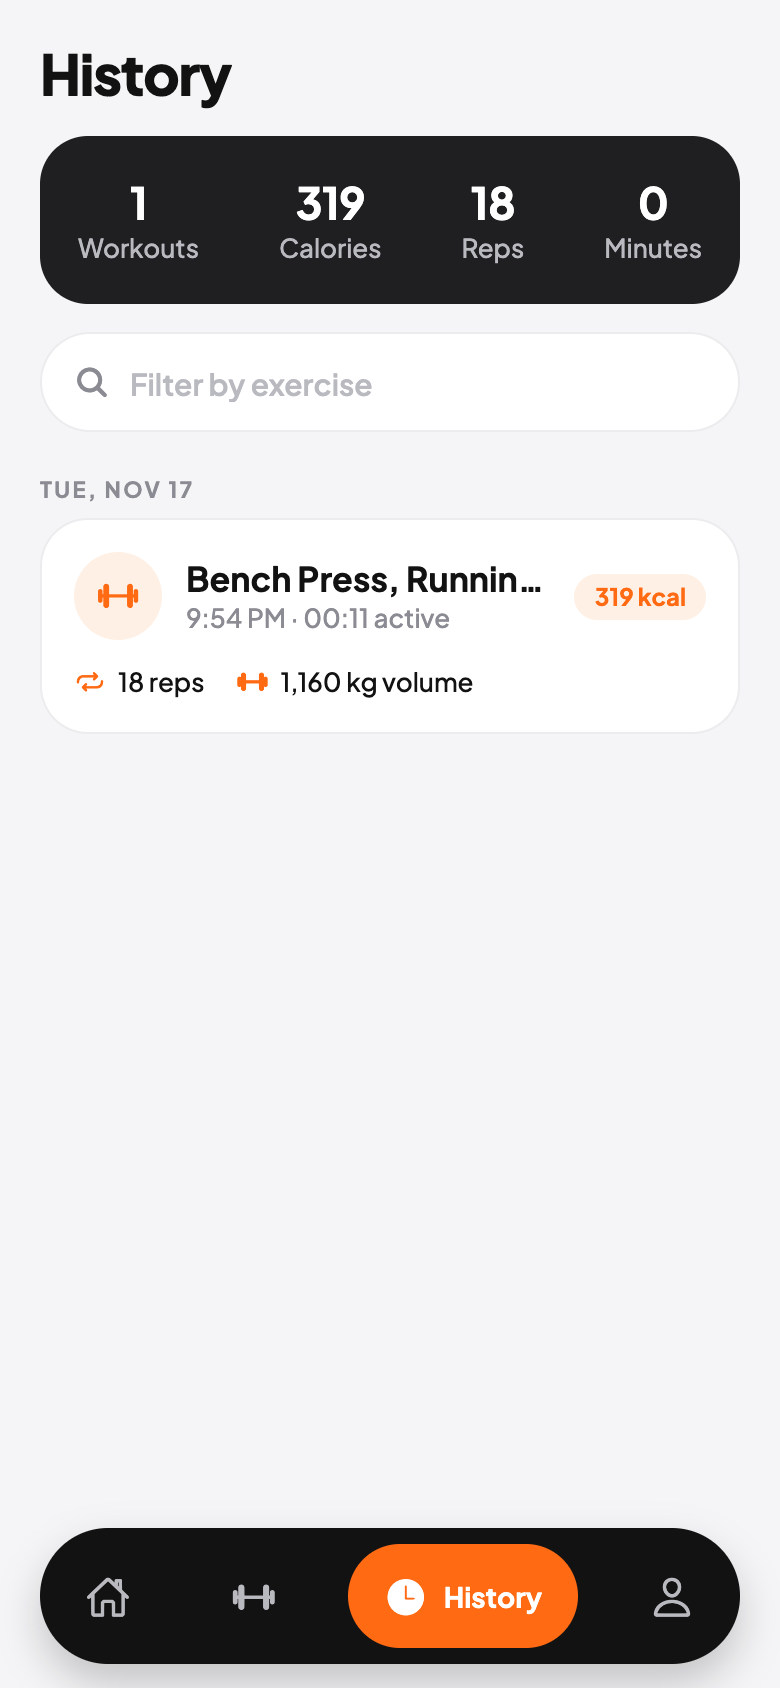 History
1 319 18 0
Workouts Calories Reps Minutes
Filter by exercise
TUE, NOV 17
Bench Press, Runnin...
9:54 PM · 00:11 active
319 kcal
18 reps 1,160 kg volume
History